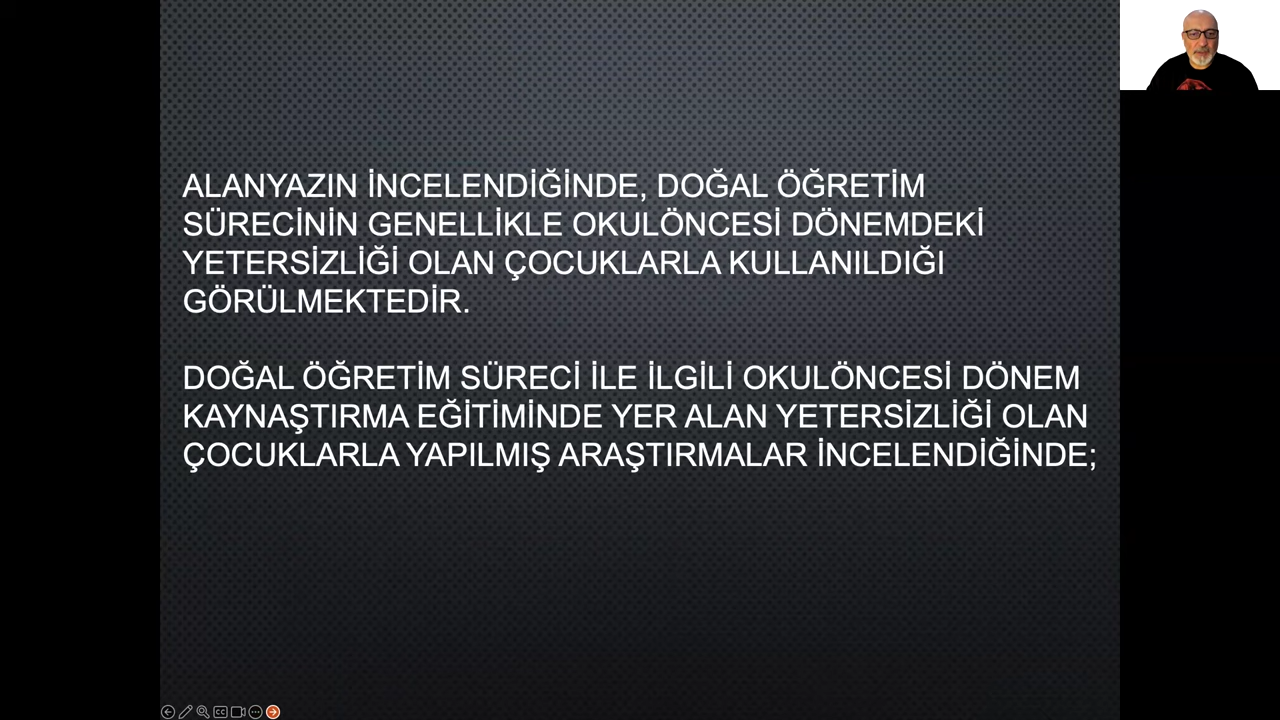 ALANYAZIN İNCELENDİĞİNDE, DOĞAL ÖĞRETİM
SÜRECİNİN GENELLİKLE OKULÖNCESİ DÖNEMDEKİ
YETERSİZLİĞİ OLAN ÇOCUKLARLA KULLANILDIĞI
GÖRÜLMEKTEDİR.
DOĞAL ÖĞRETİM SÜRECİ İLE İLGİLİ OKULÖNCESİ DÖNEM
KAYNAŞTIRMA EĞİTİMİNDE YER ALAN YETERSİZLİĞİ OLAN
ÇOCUKLARLA YAPILMIŞ ARAŞTIRMALAR İNCELENDİĞİNDE;
CC